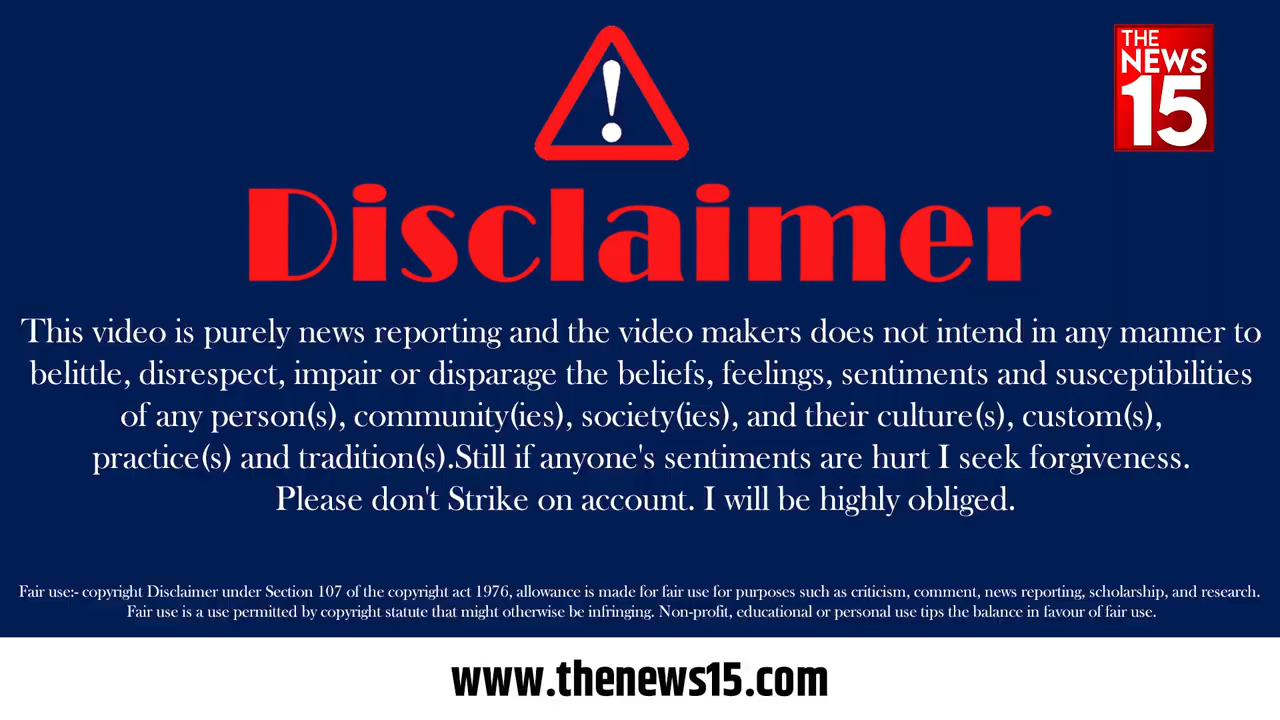 THE
NEWS
15
Disclaimer
This video is purely news reporting and the video makers does not intend in any manner to
belittle, disrespect, impair or disparage the beliefs, feelings, sentiments and susceptibilities
of any person(s), community(ies), society(ies), and their culture(s), custom(s),
practice(s) and tradition(s).Still if anyone's sentiments are hurt I seek forgiveness.
Please don't Strike on account. I will be highly obliged.
Fair use:- copyright Disclaimer under Section 107 of the copyright act 1976, allowance is made for fair use for purposes such as criticism, comment, news reporting, scholarship, and research.
Fair use is a use permitted by copyright statute that might otherwise be infringing. Non-profit, educational or personal use tips the balance in favour of fair use.
www.thenews15.com